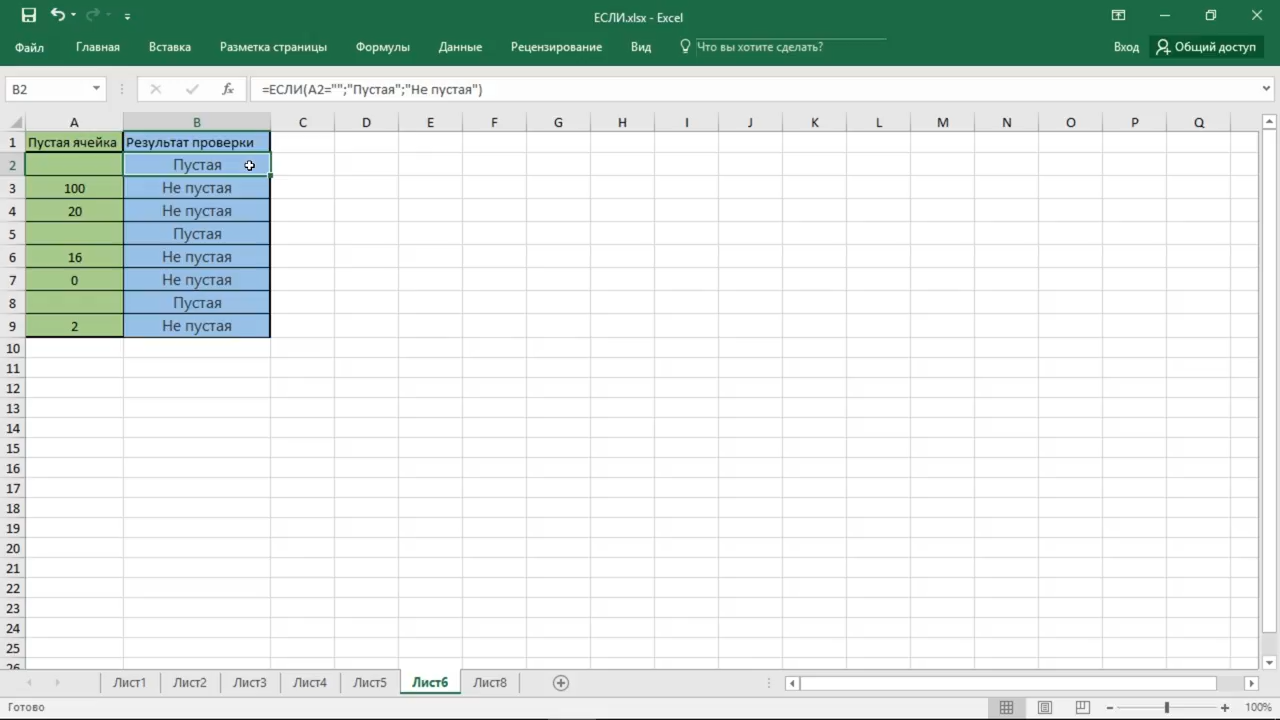 ЕСЛИ.xlsx - Excel
Файл Главная Вставка Разметка страницы Формулы Данные Рецензирование Вид Что вы хотите сделать? Вход Общий доступ
B2 fx =ЕСЛИ(A2="";"Пустая";"Не пустая")
A B C D E F G H I J K L M N O P Q
1 Пустая ячейка Результат проверки
2 Пустая
3 100 Не пустая
4 20 Не пустая
5 Пустая
6 16 Не пустая
7 0 Не пустая
8 Пустая
9 2 Не пустая
10
11
12
13
14
15
16
17
18
19
20
21
22
23
24
25
26
Лист1 Лист2 Лист3 Лист4 Лист5 Лист6 Лист8
Готово 100%